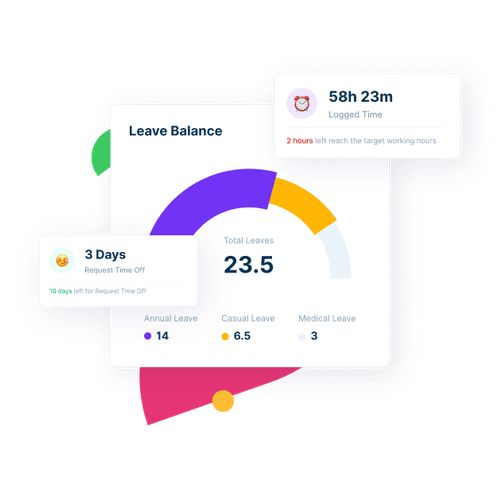 58h 23m
Logged Time
2 hours left reach the target working hours
Leave Balance
Total Leaves
23.5
3 Days
Request Time Off
10 days left for Request Time Off
Annual Leave
14
Casual Leave
6.5
Medical Leave
3